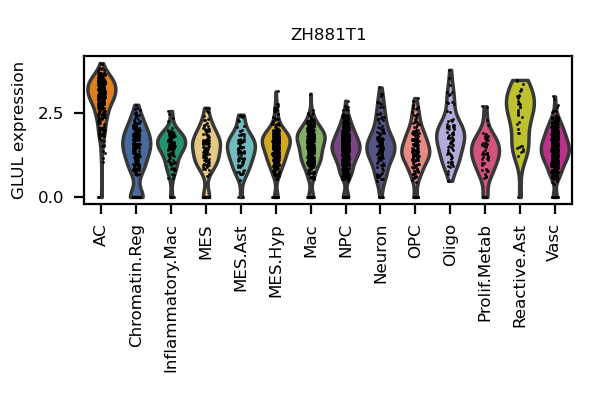 ZH881T1
GLUL expression
2.5
0.0
AC
Chromatin.Reg
Inflammatory.Mac
MES
MES.Ast
MES.Hyp
Mac
NPC
Neuron
OPC
Oligo
Prolif.Metab
Reactive.Ast
Vasc